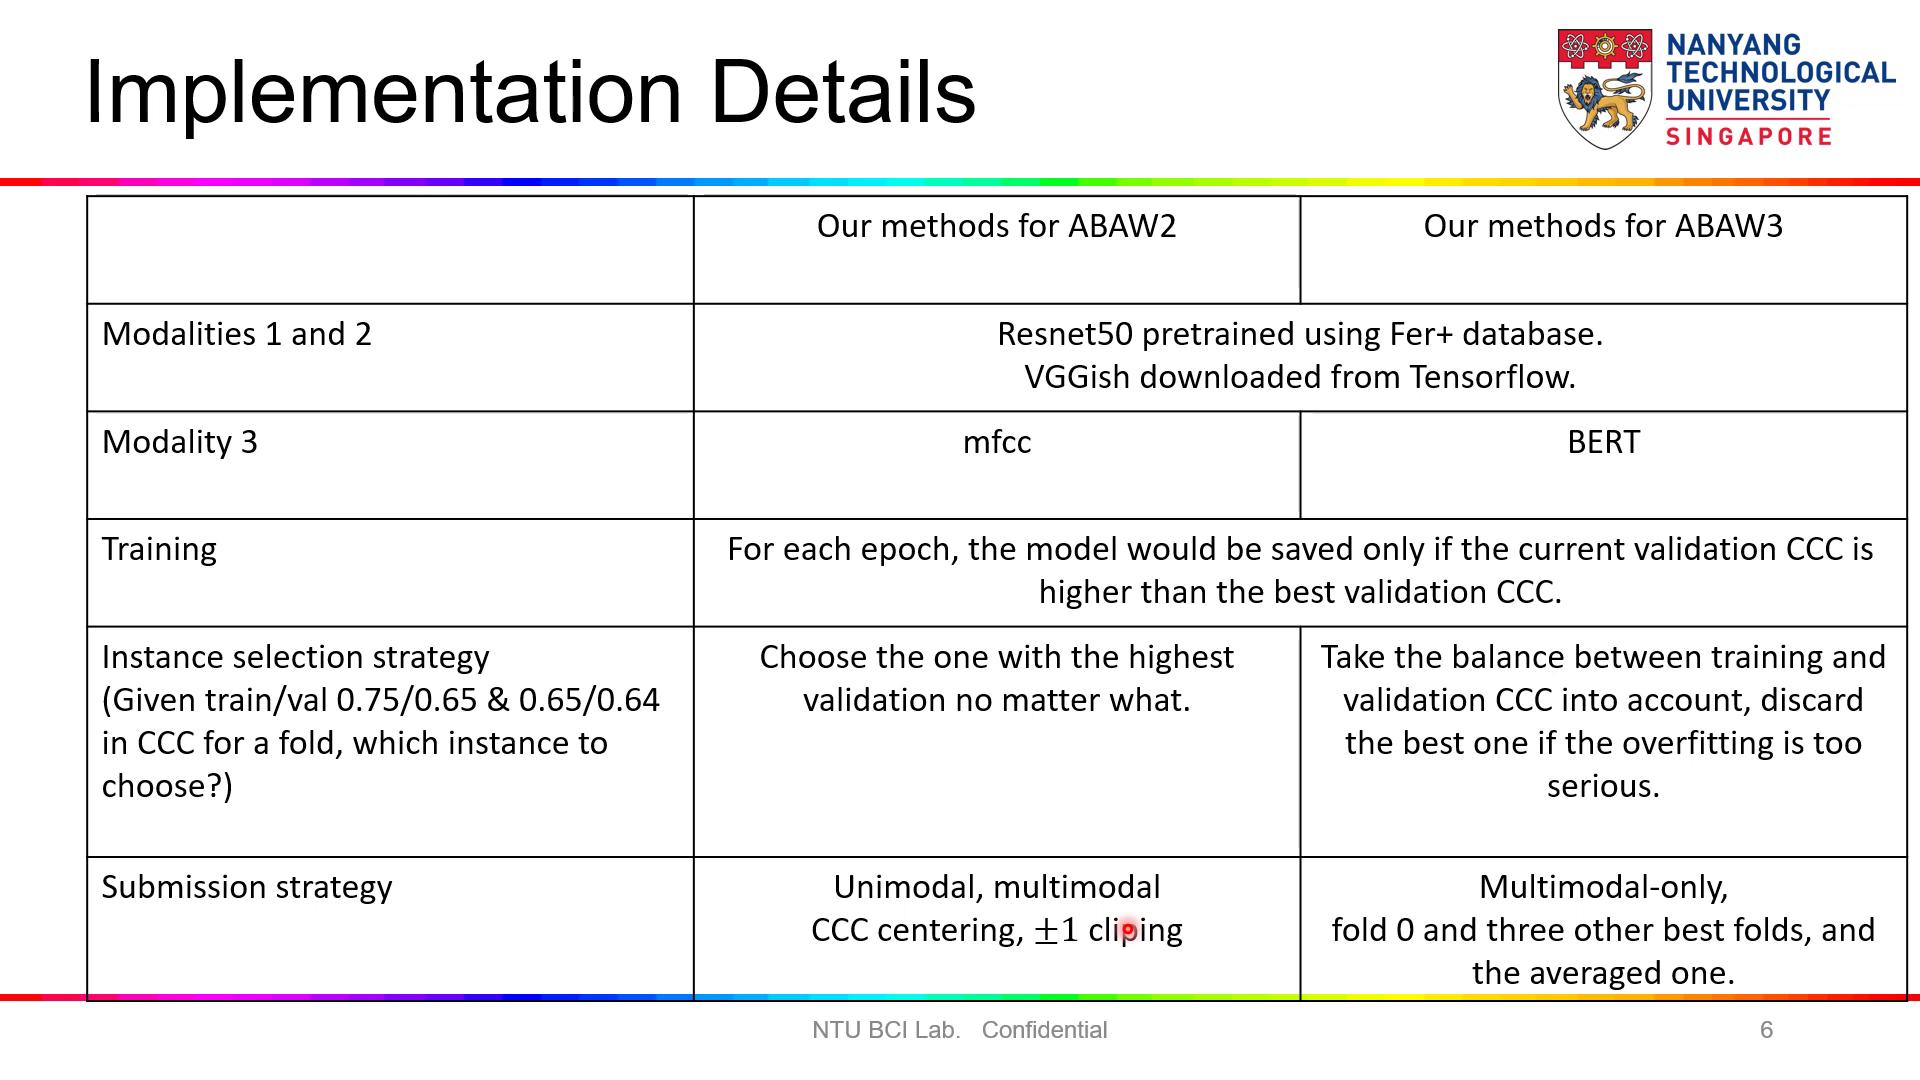 Implementation Details
NANYANG
TECHNOLOGICAL
UNIVERSITY
SINGAPORE
Our methods for ABAW2
Our methods for ABAW3
Modalities 1 and 2
Resnet50 pretrained using Fer+ database.
VGGish downloaded from Tensorflow.
Modality 3
mfcc
BERT
Training
For each epoch, the model would be saved only if the current validation CCC is
higher than the best validation CCC.
Instance selection strategy
(Given train/val 0.75/0.65 & 0.65/0.64
in CCC for a fold, which instance to
choose?)
Choose the one with the highest
validation no matter what.
Take the balance between training and
validation CCC into account, discard
the best one if the overfitting is too
serious.
Submission strategy
Unimodal, multimodal
CCC centering, ±1 cliping
Multimodal-only,
fold 0 and three other best folds, and
the averaged one.
NTU BCI Lab. Confidential
6